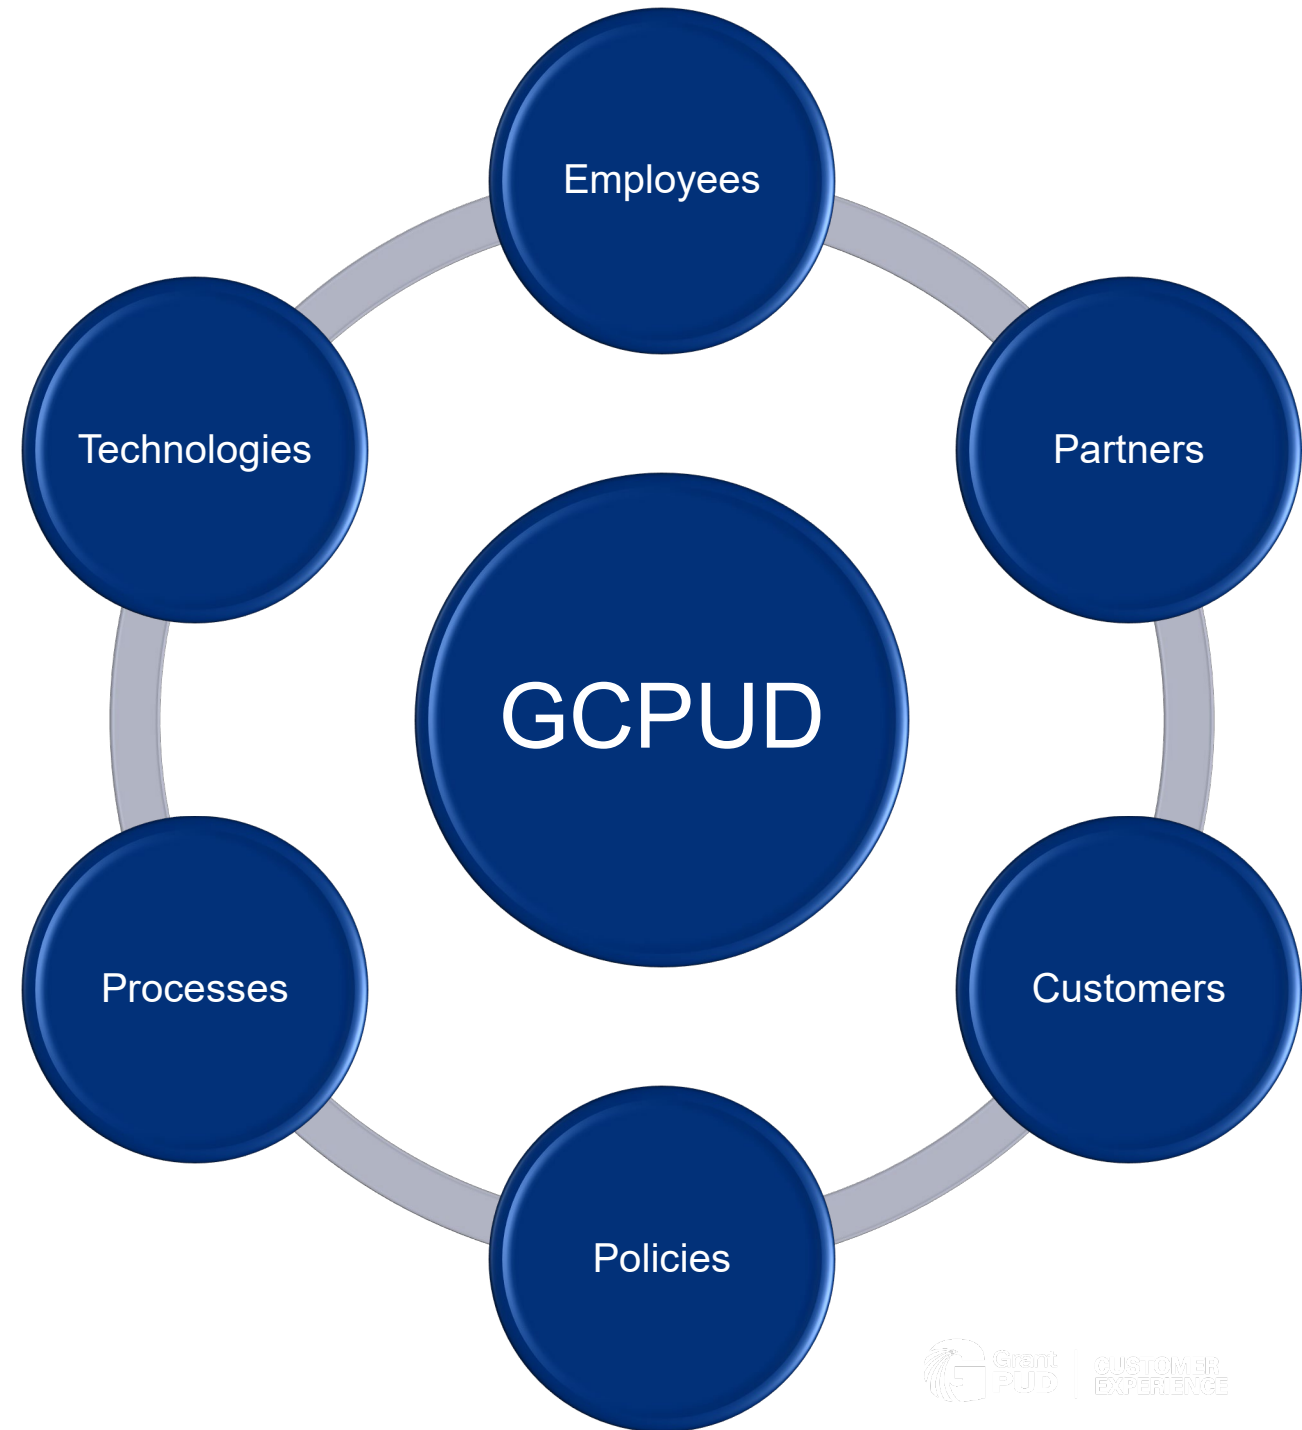 Employees
Technologies
Partners
GCPUD
Processes
Customers
Policies
Grant
PUD
CUSTOMER
EXPERIENCE